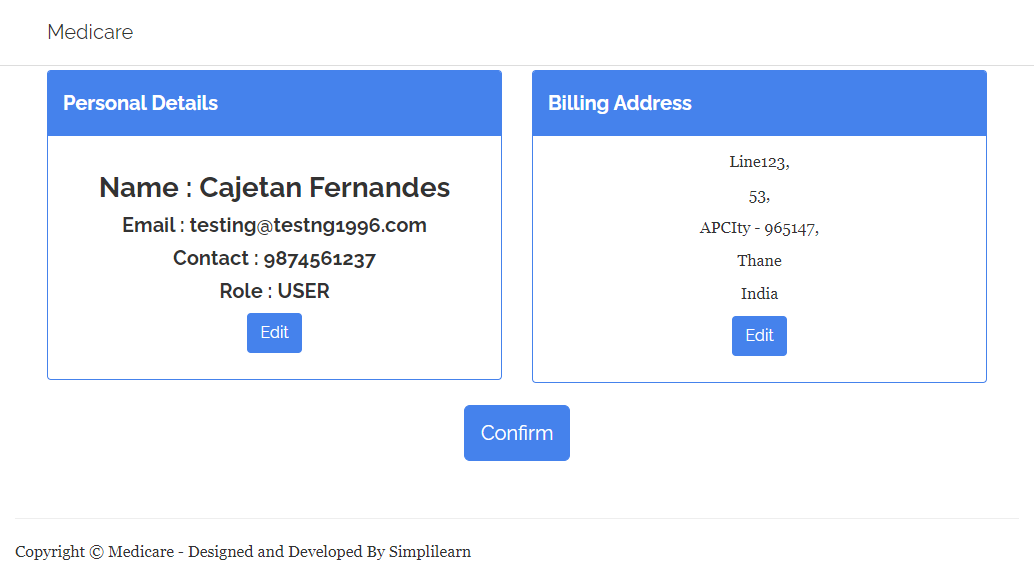 Medicare
Personal Details
Name : Cajetan Fernandes
Email : testing@testng1996.com
Contact : 9874561237
Role : USER
Edit
Billing Address
Line123,
53,
APCIty - 965147,
Thane
India
Edit
Confirm
Copyright © Medicare - Designed and Developed By Simplilearn